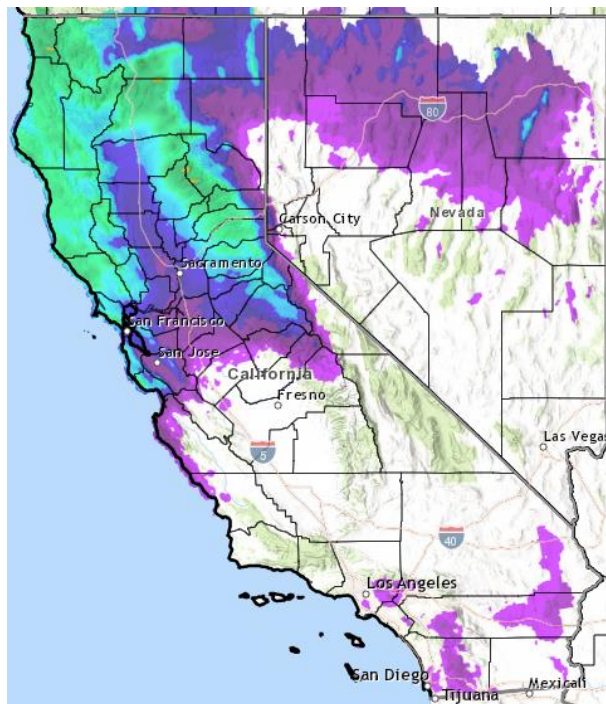 80
Carson City
Nevada
Sacramento
San Francisco
San Jose
California
Fresno
Las Vegas
5
40
Los Angeles
San Diego
Mexicali
Tijuana